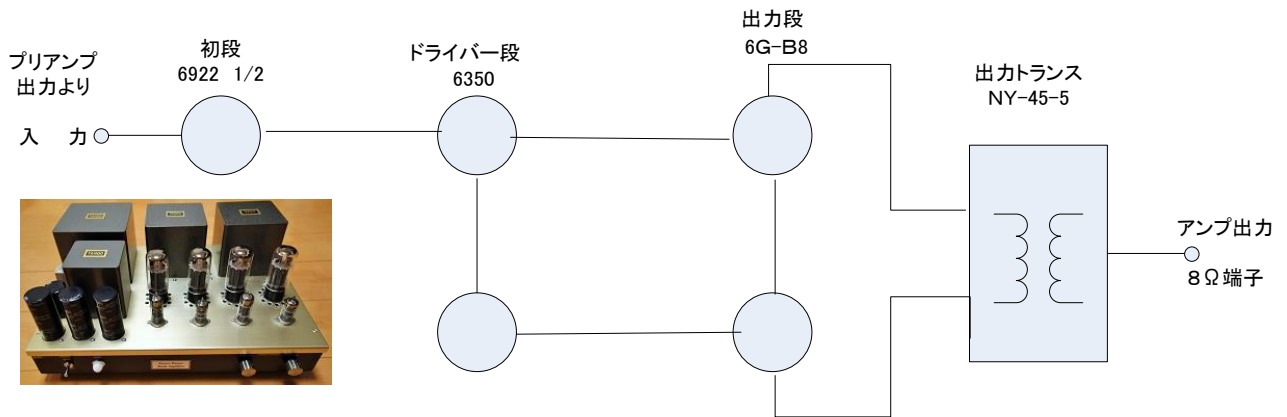 プリアンプ
出力より
入　力
初段
6922 1/2
ドライバー段
6350
出力段
6G-B8
出力トランス
NY-45-5
アンプ出力
8Ω端子